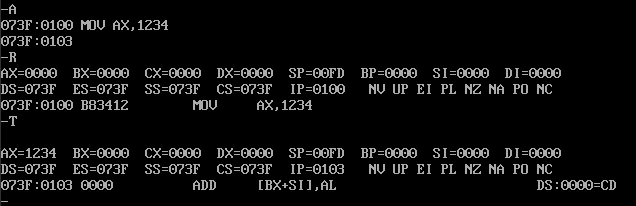 -A
073F:0100 MOV AX,1234
073F:0103
-R
AX=0000  BX=0000  CX=0000  DX=0000  SP=00FD  BP=0000  SI=0000  DI=0000
DS=073F  ES=073F  SS=073F  CS=073F  IP=0100   NV UP EI PL NZ NA PO NC
073F:0100 B83412        MOV     AX,1234
-T
AX=1234  BX=0000  CX=0000  DX=0000  SP=00FD  BP=0000  SI=0000  DI=0000
DS=073F  ES=073F  SS=073F  CS=073F  IP=0103   NV UP EI PL NZ NA PO NC
073F:0103 0000          ADD     [BX+SI],AL                         DS:0000=CD
-